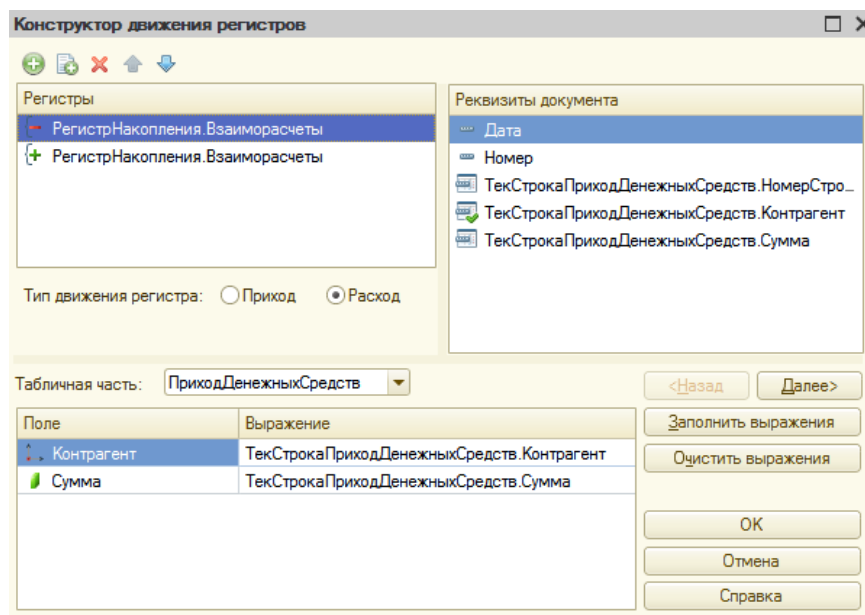 Конструктор движения регистров
Регистры
РегистрНакопления.Взаиморасчеты
РегистрНакопления.Взаиморасчеты
Тип движения регистра: Приход Расход
Реквизиты документа
Дата
Номер
ТекСтрокаПриходДенежныхСредств.НомерСтро...
ТекСтрокаПриходДенежныхСредств.Контрагент
ТекСтрокаПриходДенежныхСредств.Сумма
Табличная часть: ПриходДенежныхСредств
<Назад Далее>
Поле Выражение
Контрагент ТекСтрокаПриходДенежныхСредств.Контрагент
Сумма ТекСтрокаПриходДенежныхСредств.Сумма
Заполнить выражения
Очистить выражения
OK
Отмена
Справка